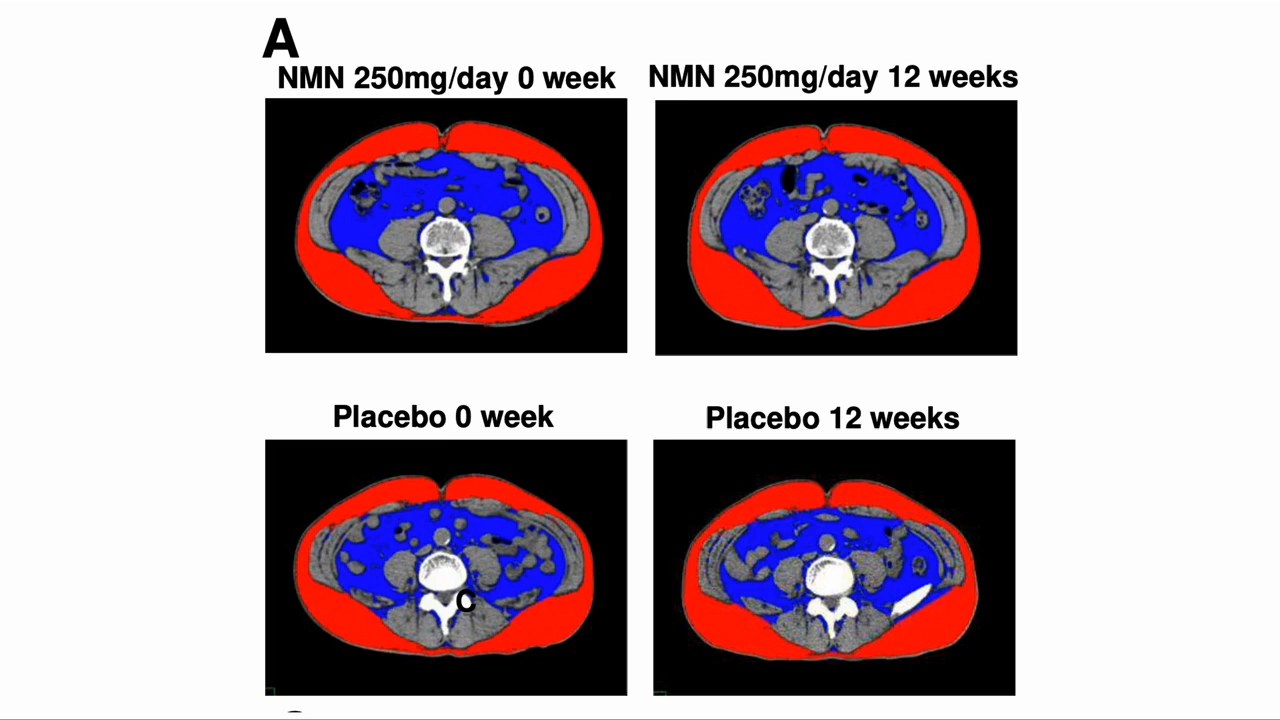 A
NMN 250mg/day 0 week
NMN 250mg/day 12 weeks
Placebo 0 week
Placebo 12 weeks
C